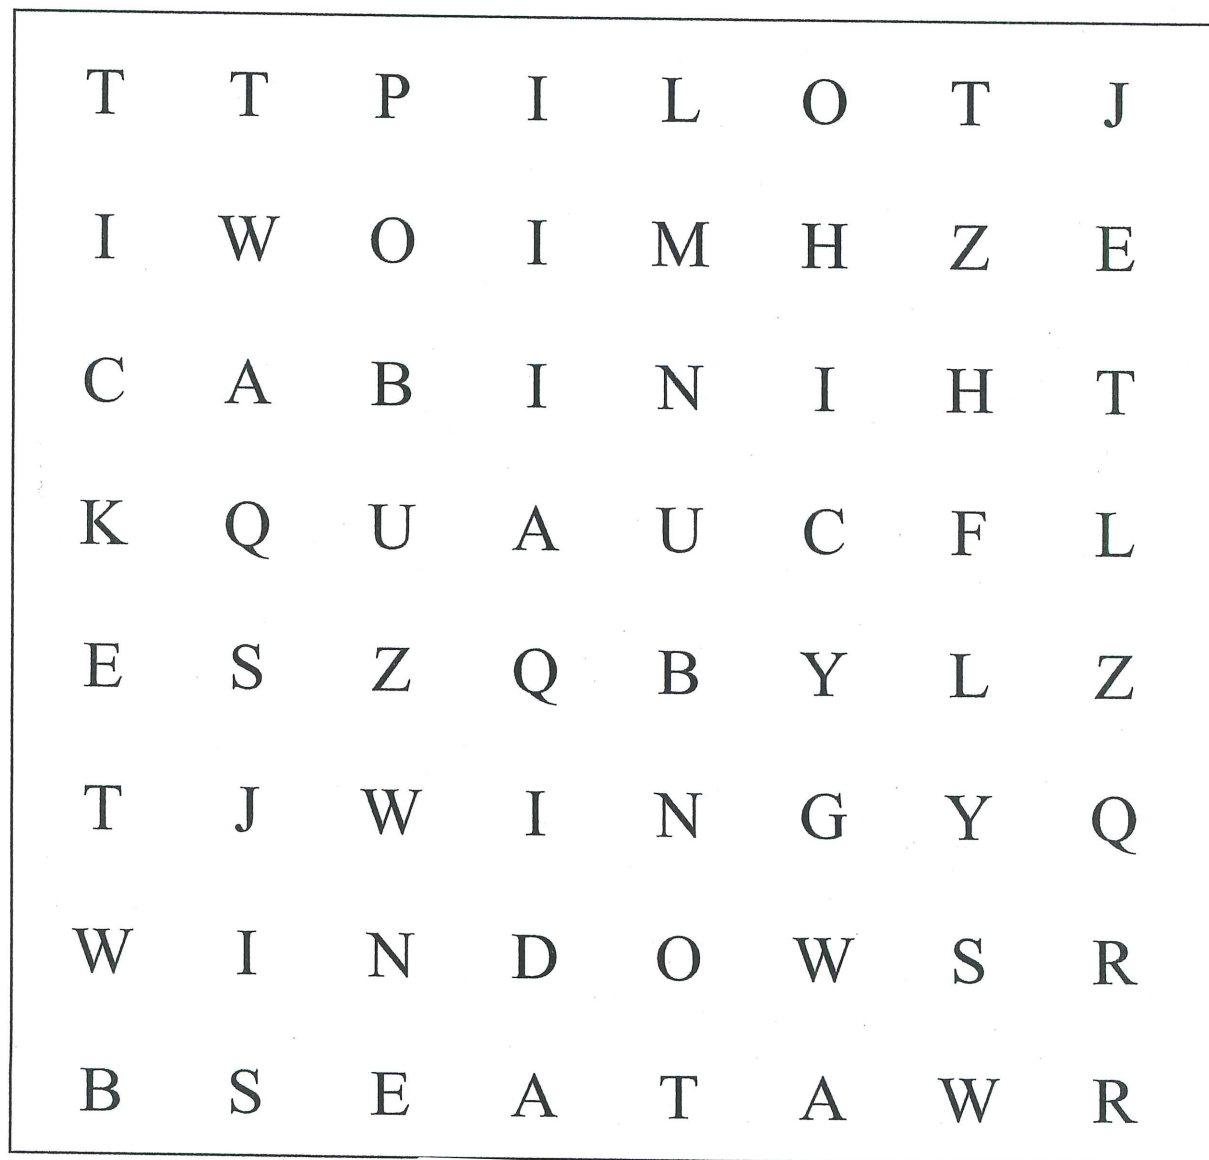 T T P I L O T J
I W O I M H Z E
C A B I N I H T
K Q U A U C F L
E S Z Q B Y L Z
T J W I N G Y Q
W I N D O W S R
B S E A T A W R